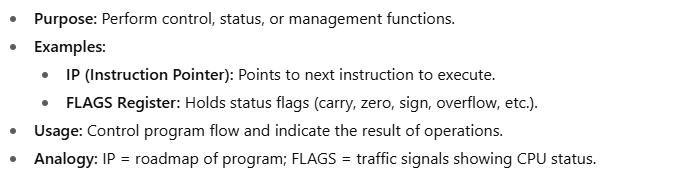 • Purpose: Perform control, status, or management functions.
• Examples:
• IP (Instruction Pointer): Points to next instruction to execute.
• FLAGS Register: Holds status flags (carry, zero, sign, overflow, etc.).
• Usage: Control program flow and indicate the result of operations.
• Analogy: IP = roadmap of program; FLAGS = traffic signals showing CPU status.